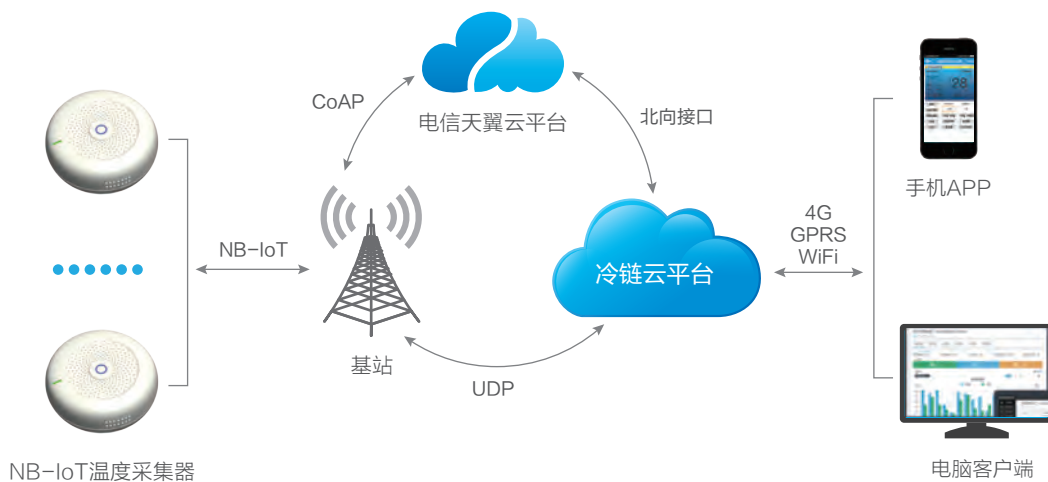 CoAP
电信天翼云平台
北向接口
手机APP
4G
GPRS
WiFi
NB-IoT
冷链云平台
基站
UDP
NB-IoT温度采集器
电脑客户端
28